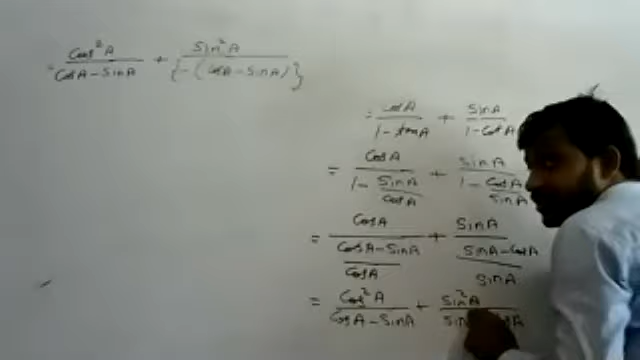 = Cos²A / CosA - SinA + Sin²A / {-(CosA - SinA)}
= CosA / 1 - tanA + SinA / 1 - CotA
= CosA / 1 - SinA/CosA + SinA / 1 - CosA/SinA
= CosA / CosA - SinA / CosA + SinA / SinA - CosA / SinA
= Cos²A / CosA - SinA + Sin²A